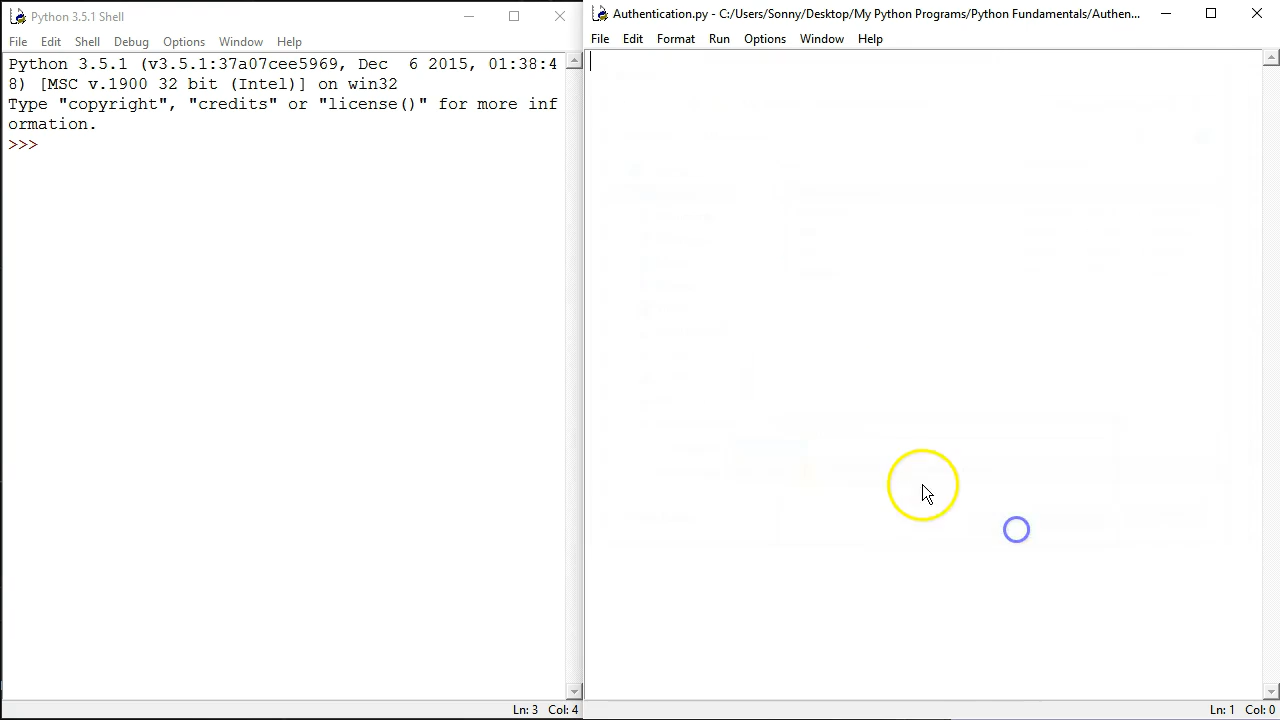 Python 3.5.1 Shell
File Edit Shell Debug Options Window Help
Python 3.5.1 (v3.5.1:37a07cee5969, Dec  6 2015, 01:38:4
8) [MSC v.1900 32 bit (Intel)] on win32
Type "copyright", "credits" or "license()" for more inf
ormation.
>>>
Ln: 3 Col: 4
Authentication.py - C:/Users/Sonny/Desktop/My Python Programs/Python Fundamentals/Authen...
File Edit Format Run Options Window Help
Ln: 1 Col: 0